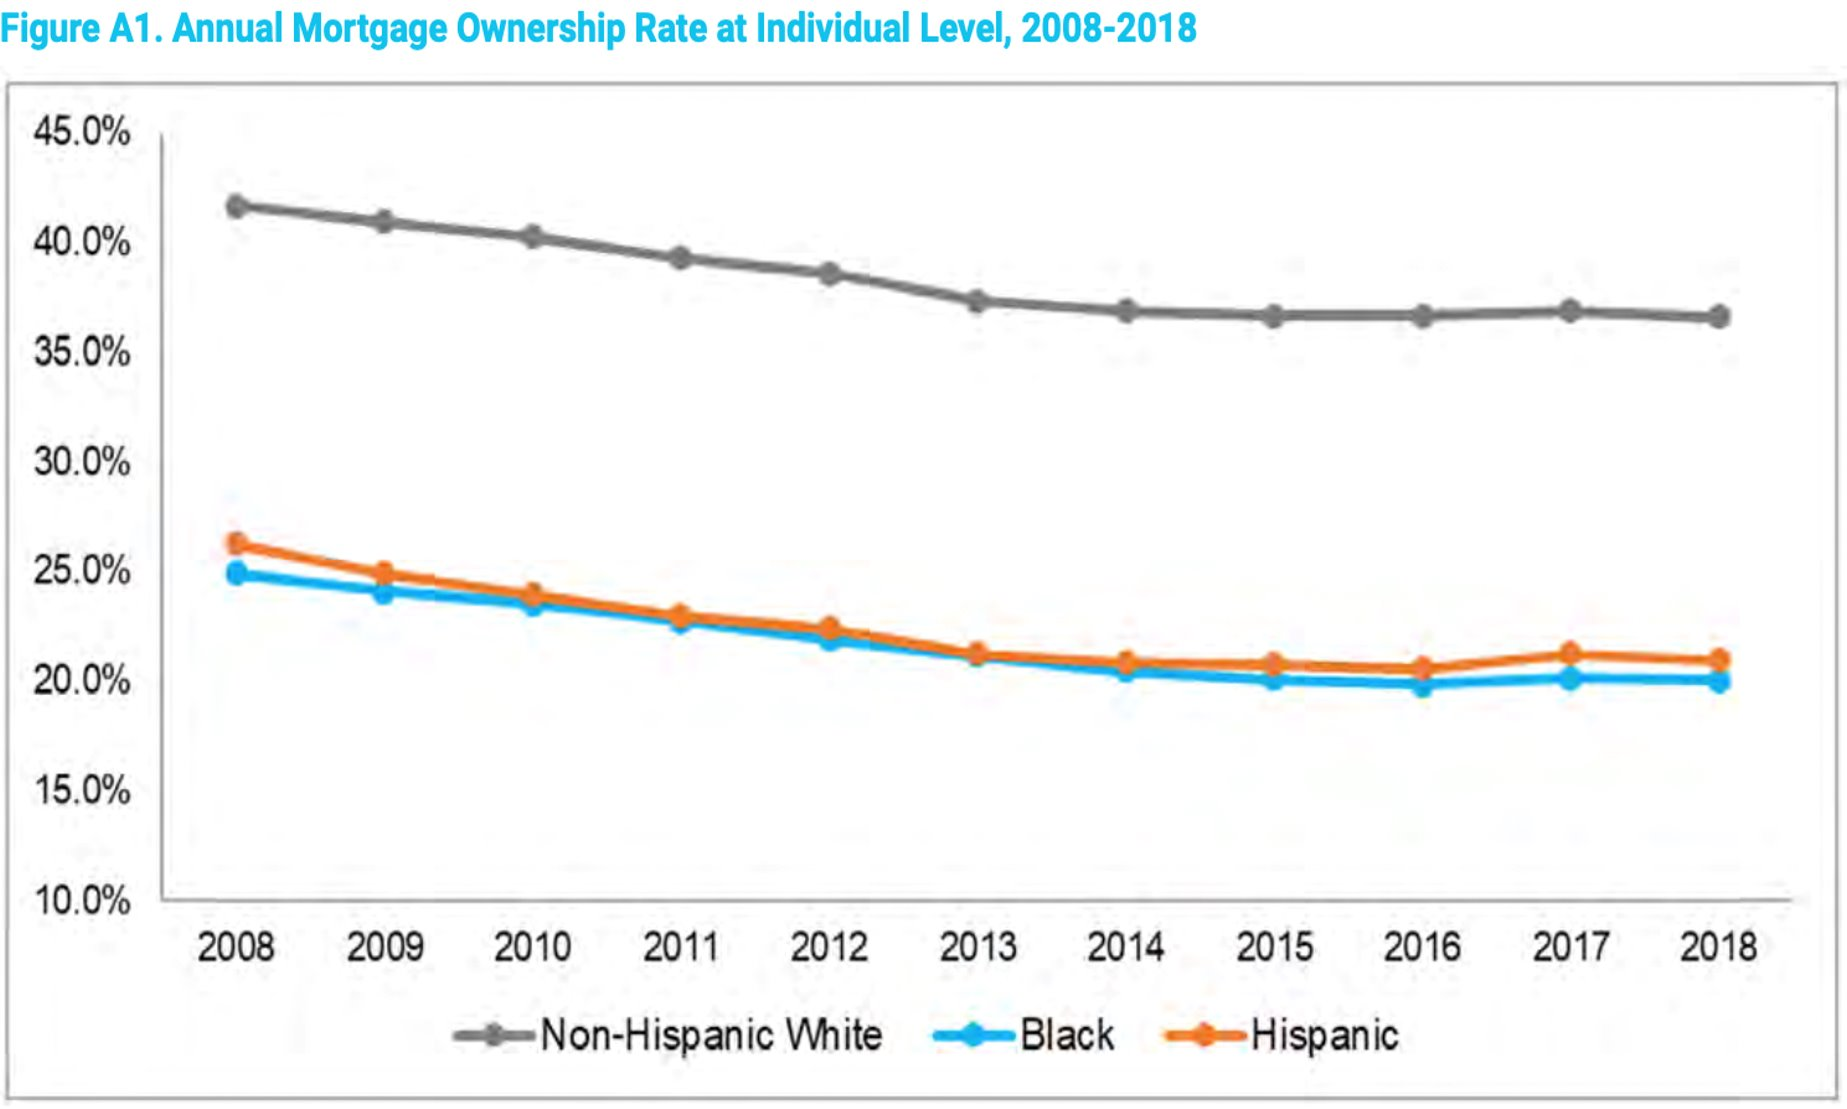 Figure A1. Annual Mortgage Ownership Rate at Individual Level, 2008-2018
45.0%
40.0%
35.0%
30.0%
25.0%
20.0%
15.0%
10.0%
2008 2009 2010 2011 2012 2013 2014 2015 2016 2017 2018
Non-Hispanic White Black Hispanic